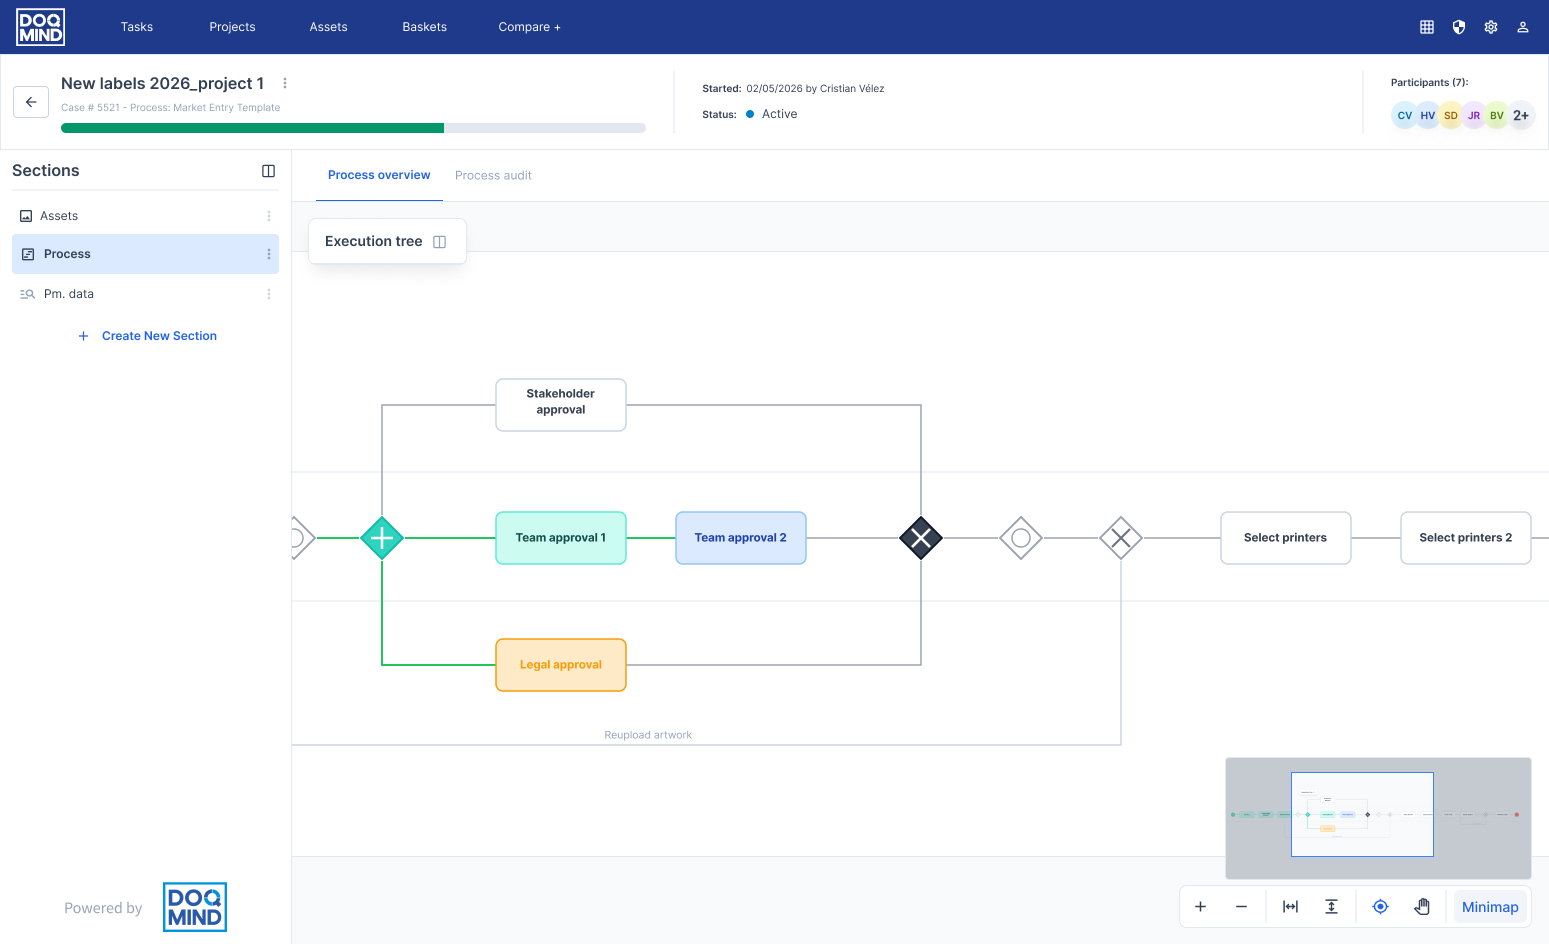 DOQ
MIND
Tasks
Projects
Assets
Baskets
Compare +
New labels 2026_project 1
Case # 5521 - Process: Market Entry Template
Started: 02/05/2026 by Cristian Vélez
Status: Active
Participants (7):
CV HV SD JR BV 2+
Sections
Assets
Process
Pm. data
+ Create New Section
Powered by
DOQ
MIND
Process overview
Process audit
Execution tree
Stakeholder
approval
Team approval 1
Team approval 2
Select printers
Select printers 2
Legal approval
Reupload artwork
Minimap